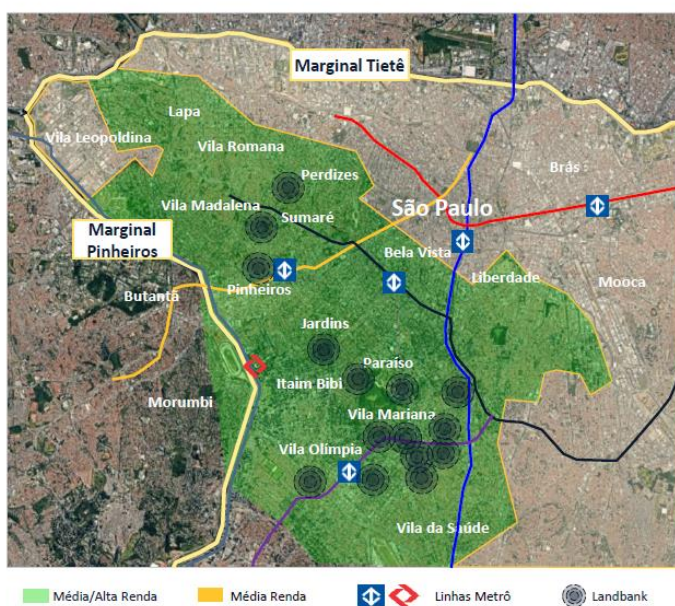 Marginal Tietê
Lapa
Vila Leopoldina
Vila Romana
Brás
Perdizes
Vila Madalena
São Paulo
Sumaré
Marginal
Pinheiros
Bela Vista
Liberdade
Mooca
Butantã
Pinheiros
Jardins
Paraíso
Itaim Bibi
Morumbi
Vila Mariana
Vila Olímpia
Vila da Saúde
Média/Alta Renda
Média Renda
Linhas Metrô
Landbank